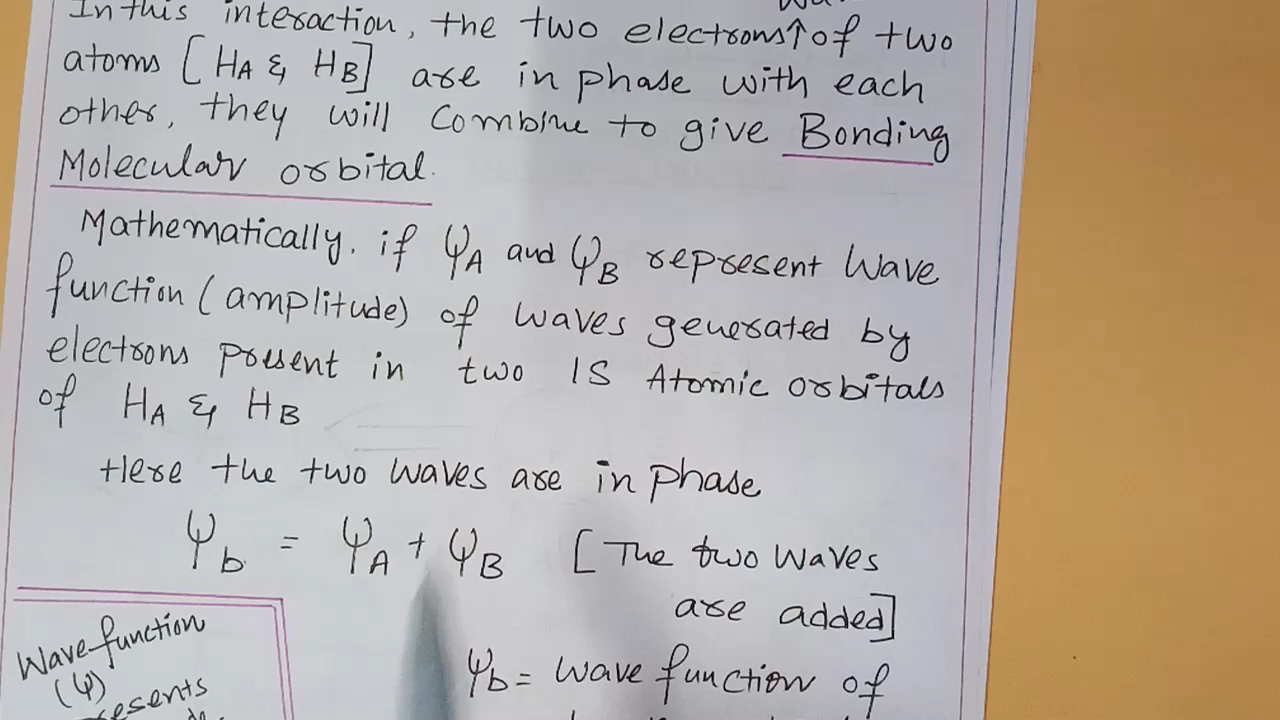 In this interaction, the two electrons↑ of two
atoms [HA & HB] are in phase with each
other, they will combine to give Bonding
Molecular orbital.
Mathematically. if ψA and ψB represent Wave
function (amplitude) of waves generated by
electrons present in two 1S Atomic orbitals
of HA & HB
Here the two waves are in phase
ψb = ψA + ψB [The two waves
are added]
ψb = wave function of
Wave function
(ψ)